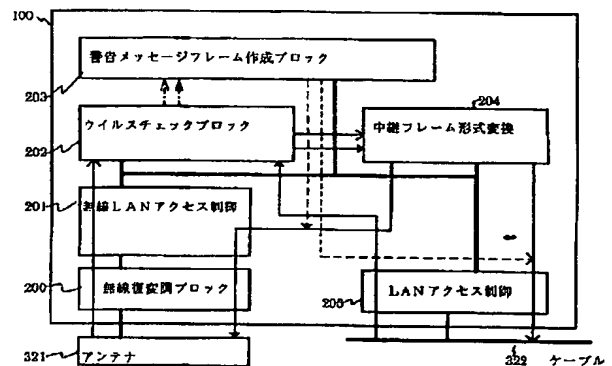 100
警告メッセージフレーム作成ブロック
203
204
ウイルスチェックブロック
中継フレーム形式変換
202
201
無線LANアクセス制御
200
無線復変調ブロック
205
LANアクセス制御
321
アンテナ
322
ケーブル